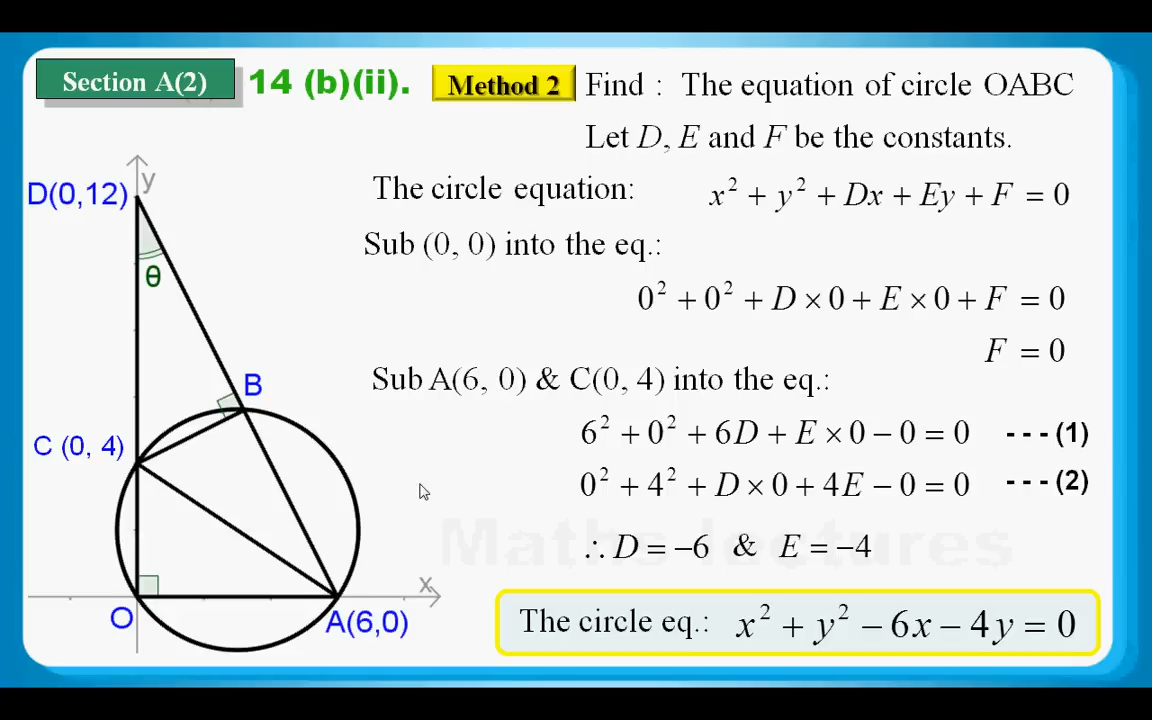 Section A(2) 14 (b)(ii). Method 2 Find : The equation of circle OABC
Let D, E and F be the constants.
The circle equation: x² + y² + Dx + Ey + F = 0
Sub (0, 0) into the eq.:
0² + 0² + D × 0 + E × 0 + F = 0
F = 0
Sub A(6, 0) & C(0, 4) into the eq.:
6² + 0² + 6D + E × 0 − 0 = 0 - - - (1)
0² + 4² + D × 0 + 4E − 0 = 0 - - - (2)
∴ D = −6 & E = −4
The circle eq.: x² + y² − 6x − 4y = 0
y
D(0,12)
θ
B
C (0, 4)
x
O
A(6,0)
Maths lectures